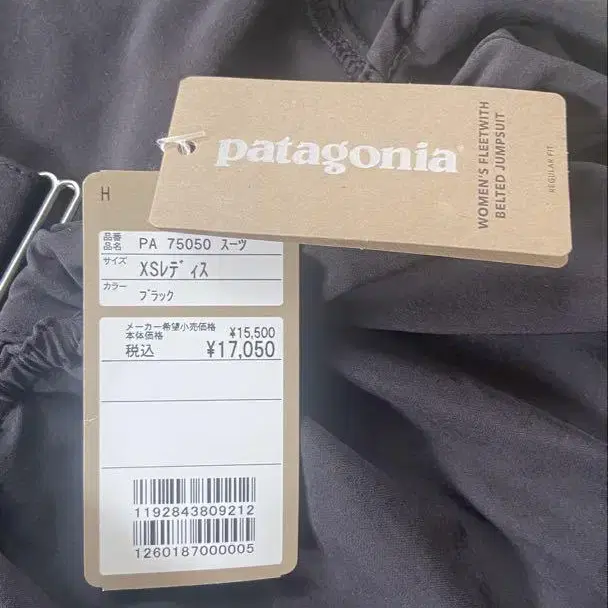 patagonia®
WOMEN'S FLEETWITH
BELTED JUMPSUIT
REGULAR FIT
H
品番
品名 PA 75050 スーツ
サイズ
XSレディス
カラー
ブラック
メーカー希望小売価格
本体価格 ¥15,500
税込 ¥17,050
1192843809212
1260187000005